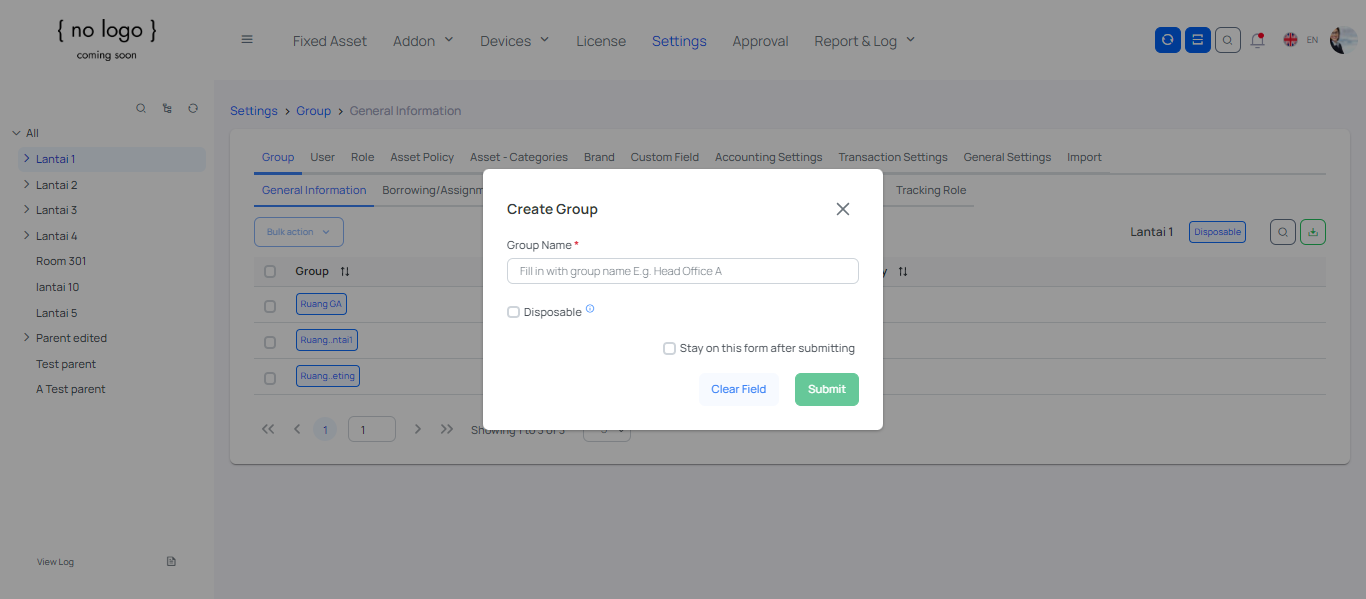 { no logo }
coming soon
Fixed Asset Addon Devices License Settings Approval Report & Log EN
Settings > Group > General Information
All
Lantai 1
Lantai 2
Lantai 3
Lantai 4
Room 301
lantai 10
Lantai 5
Parent edited
Test parent
A Test parent
View Log
Group User Role Asset Policy Asset - Categories Brand Custom Field Accounting Settings Transaction Settings General Settings Import
General Information Borrowing/Assignm Tracking Role
Bulk action Lantai 1 Disposable
Group
Ruang GA
Ruang..ntai1
Ruang..eting
1 1
Create Group
Group Name *
Fill in with group name E.g. Head Office A
Disposable
Stay on this form after submitting
Clear Field Submit